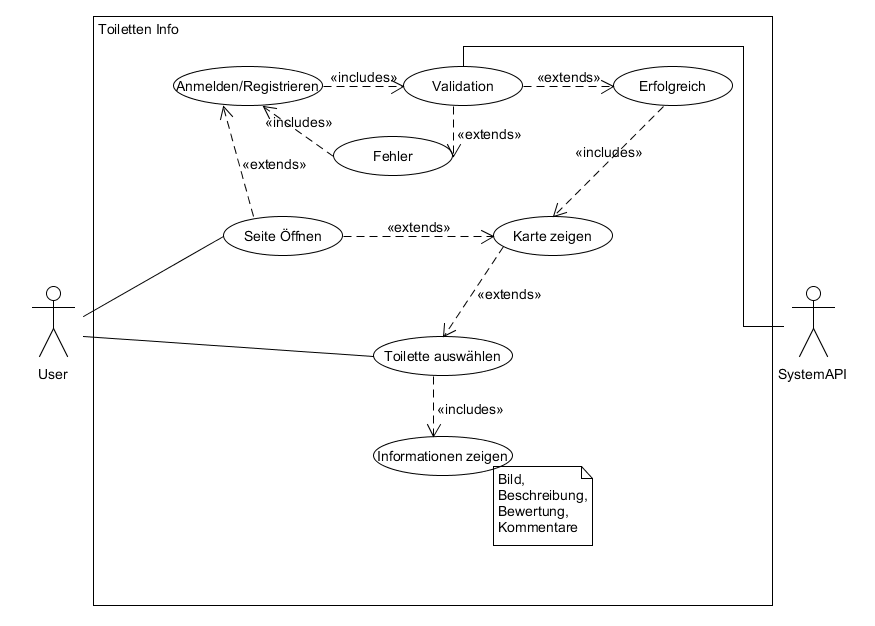 Toiletten Info
Anmelden/Registrieren
«includes»
Validation
«extends»
Erfolgreich
«includes»
«extends»
Fehler
«includes»
«extends»
Seite Öffnen
«extends»
Karte zeigen
«extends»
User
Toilette auswählen
SystemAPI
«includes»
Informationen zeigen
Bild,
Beschreibung,
Bewertung,
Kommentare